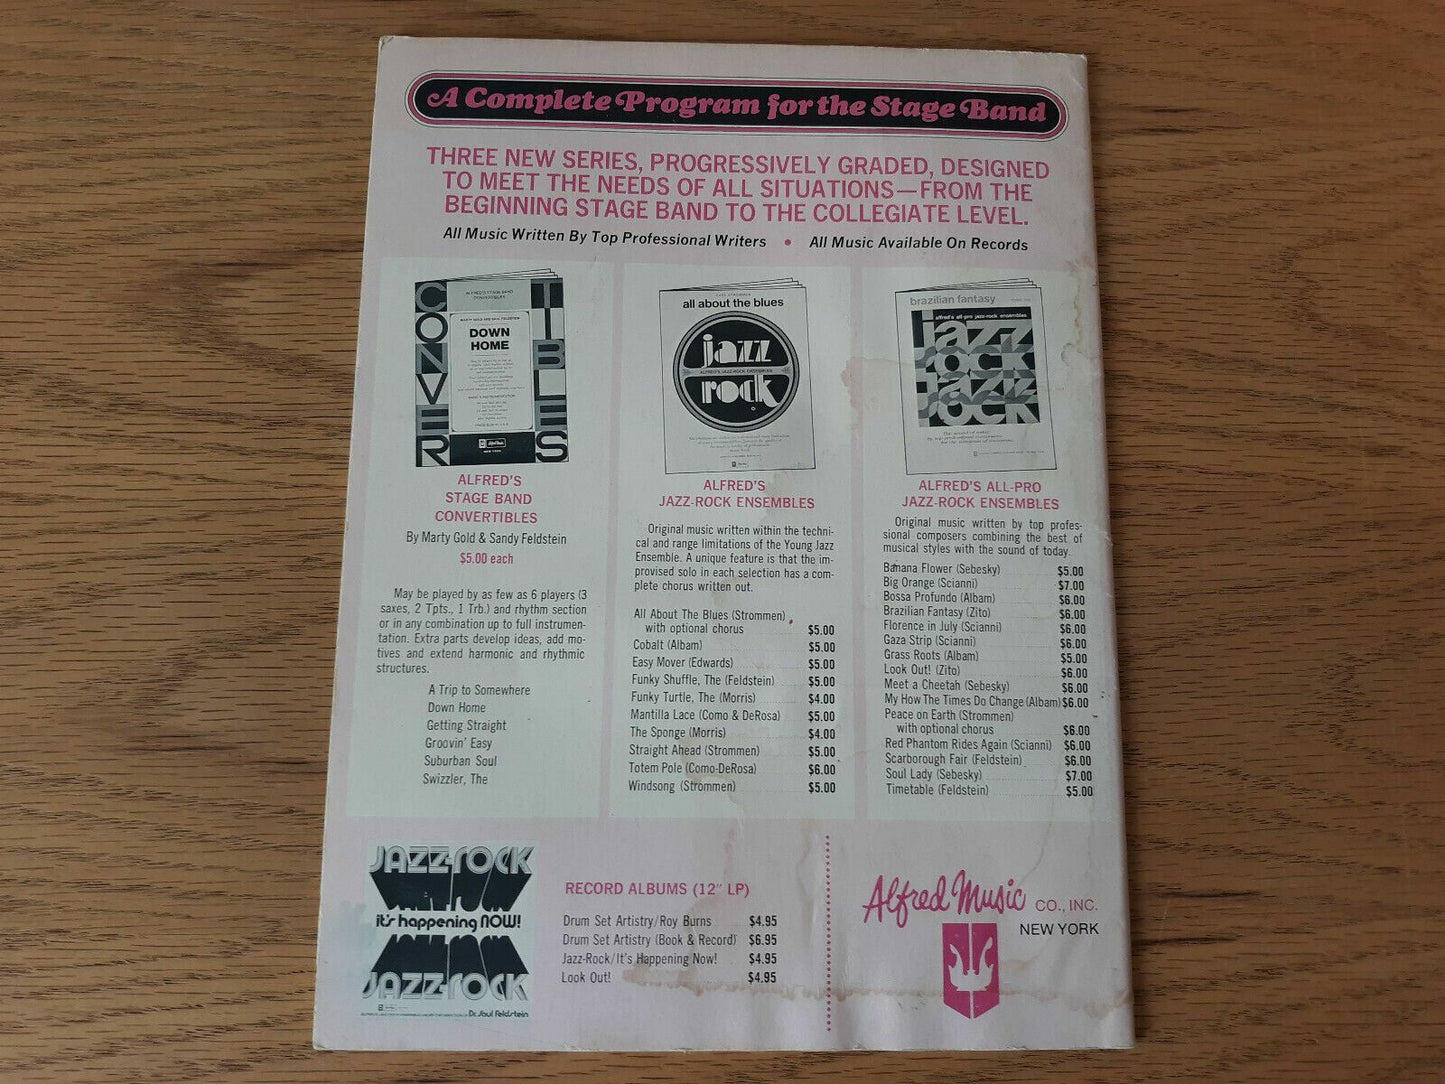 A Complete Program for the Stage Band
THREE NEW SERIES, PROGRESSIVELY GRADED, DESIGNED
TO MEET THE NEEDS OF ALL SITUATIONS—FROM THE
BEGINNING STAGE BAND TO THE COLLEGIATE LEVEL.
All Music Written By Top Professional Writers • All Music Available On Records
CONVERTIBLES
ALFRED'S STAGE BAND
CONVERTIBLES
MARTY GOLD AND SAUL FELDSTEIN
DOWN
HOME
ALFRED'S
STAGE BAND
CONVERTIBLES
By Marty Gold & Sandy Feldstein
$5.00 each
May be played by as few as 6 players (3
saxes, 2 Tpts., 1 Trb.) and rhythm section
or in any combination up to full instrumen-
tation. Extra parts develop ideas, add mo-
tives and extend harmonic and rhythmic
structures.
A Trip to Somewhere
Down Home
Getting Straight
Groovin' Easy
Suburban Soul
Swizzler, The
all about the blues
jazz
ALFRED'S JAZZ-ROCK ENSEMBLES
rock
ALFRED'S
JAZZ-ROCK ENSEMBLES
Original music written within the techni-
cal and range limitations of the Young Jazz
Ensemble. A unique feature is that the im-
provised solo in each selection has a com-
plete chorus written out.
All About The Blues (Strommen)
with optional chorus $5.00
Cobalt (Albam) $5.00
Easy Mover (Edwards) $5.00
Funky Shuffle, The (Feldstein) $5.00
Funky Turtle, The (Morris) $4.00
Mantilla Lace (Como & DeRosa) $5.00
The Sponge (Morris) $4.00
Straight Ahead (Strommen) $5.00
Totem Pole (Como-DeRosa) $6.00
Windsong (Strommen) $5.00
brazilian fantasy
alfred's all-pro jazz-rock ensembles
jazz
rock
jazz
rock
ALFRED'S ALL-PRO
JAZZ-ROCK ENSEMBLES
Original music written by top profes-
sional composers combining the best of
musical styles with the sound of today.
Banana Flower (Sebesky) $5.00
Big Orange (Scianni) $7.00
Bossa Profundo (Albam) $6.00
Brazilian Fantasy (Zito) $6.00
Florence in July (Scianni) $6.00
Gaza Strip (Scianni) $6.00
Grass Roots (Albam) $5.00
Look Out! (Zito) $6.00
Meet a Cheetah (Sebesky) $6.00
My How The Times Do Change (Albam) $6.00
Peace on Earth (Strommen)
with optional chorus $6.00
Red Phantom Rides Again (Scianni) $6.00
Scarborough Fair (Feldstein) $6.00
Soul Lady (Sebesky) $7.00
Timetable (Feldstein) $5.00
JAZZ-ROCK
it's happening NOW!
JAZZ-ROCK
Dr. Saul Feldstein
RECORD ALBUMS (12" LP)
Drum Set Artistry/Roy Burns $4.95
Drum Set Artistry (Book & Record) $6.95
Jazz-Rock/It's Happening Now! $4.95
Look Out! $4.95
Alfred Music CO., INC.
NEW YORK